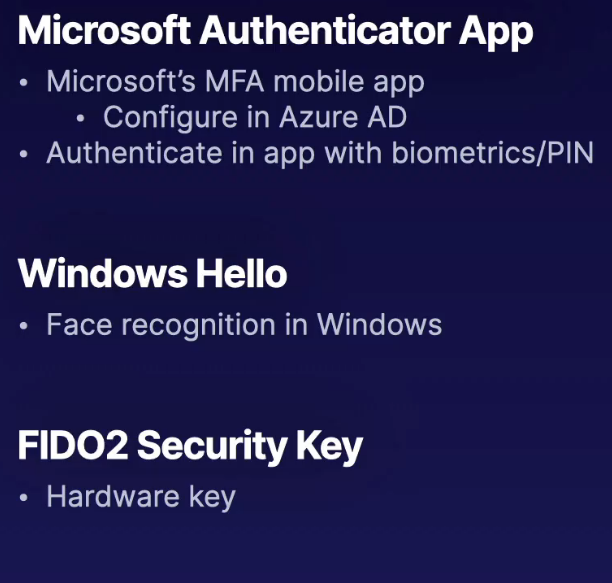 Microsoft Authenticator App
• Microsoft’s MFA mobile app
• Configure in Azure AD
• Authenticate in app with biometrics/PIN
Windows Hello
• Face recognition in Windows
FIDO2 Security Key
• Hardware key